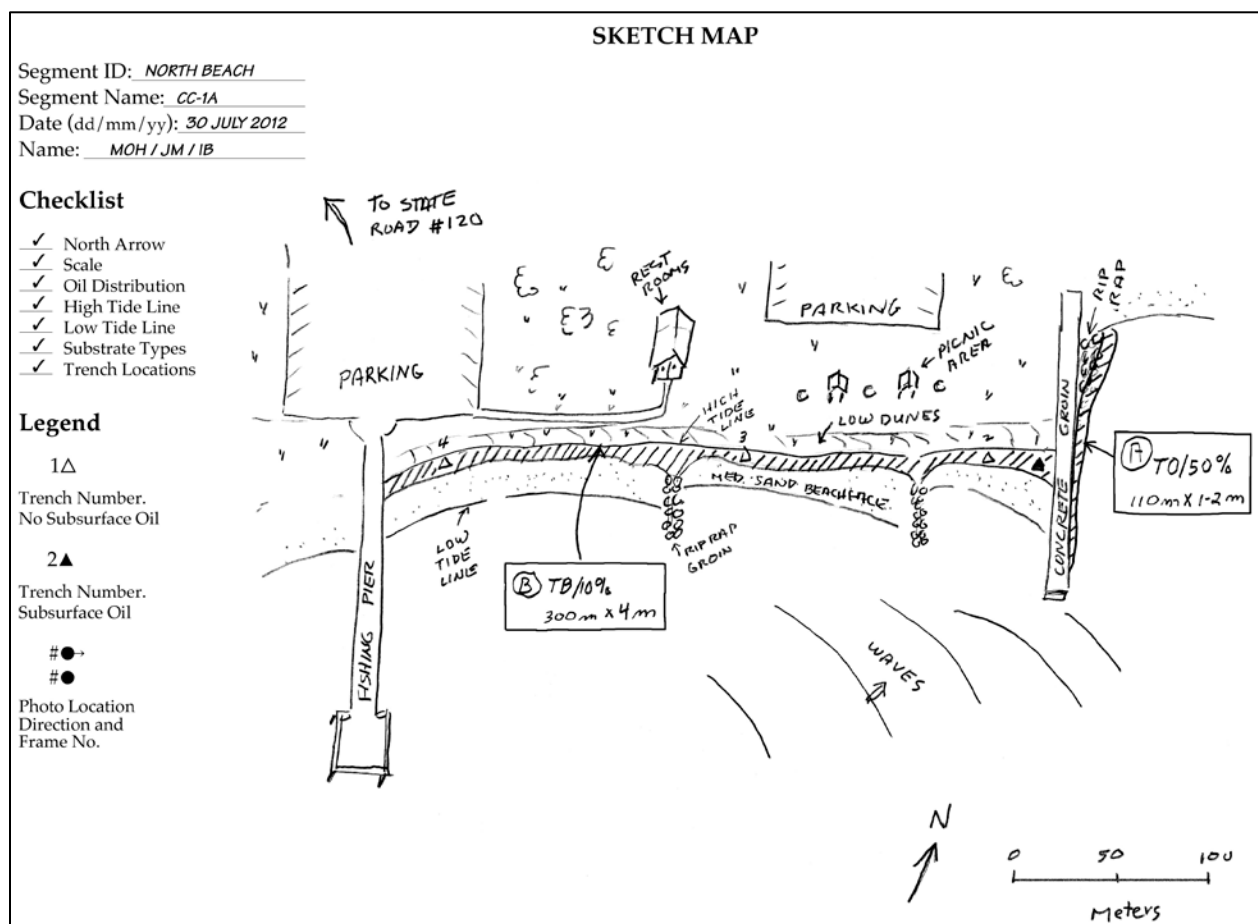 SKETCH MAP
Segment ID: NORTH BEACH
Segment Name: CC-1A
Date (dd/mm/yy): 30 JULY 2012
Name: MOH / JM / IB
Checklist
✓ North Arrow
✓ Scale
✓ Oil Distribution
✓ High Tide Line
✓ Low Tide Line
✓ Substrate Types
✓ Trench Locations
Legend
1△
Trench Number.
No Subsurface Oil
2▲
Trench Number.
Subsurface Oil
#●→
#●
Photo Location
Direction and
Frame No.
TO STATE
ROAD #120
REST
ROOMS
PARKING
PARKING
PICNIC
AREA
RIP
RAP
HIGH
TIDE
LINE
LOW DUNES
4
3
2
MED. SAND BEACHFACE
CONCRETE GROIN
A TO/50%
110m X 1-2 m
LOW
TIDE
LINE
RIPRAP
GROIN
B TB/10%
300m x 4m
FISHING PIER
WAVES
N
0 50 100
Meters